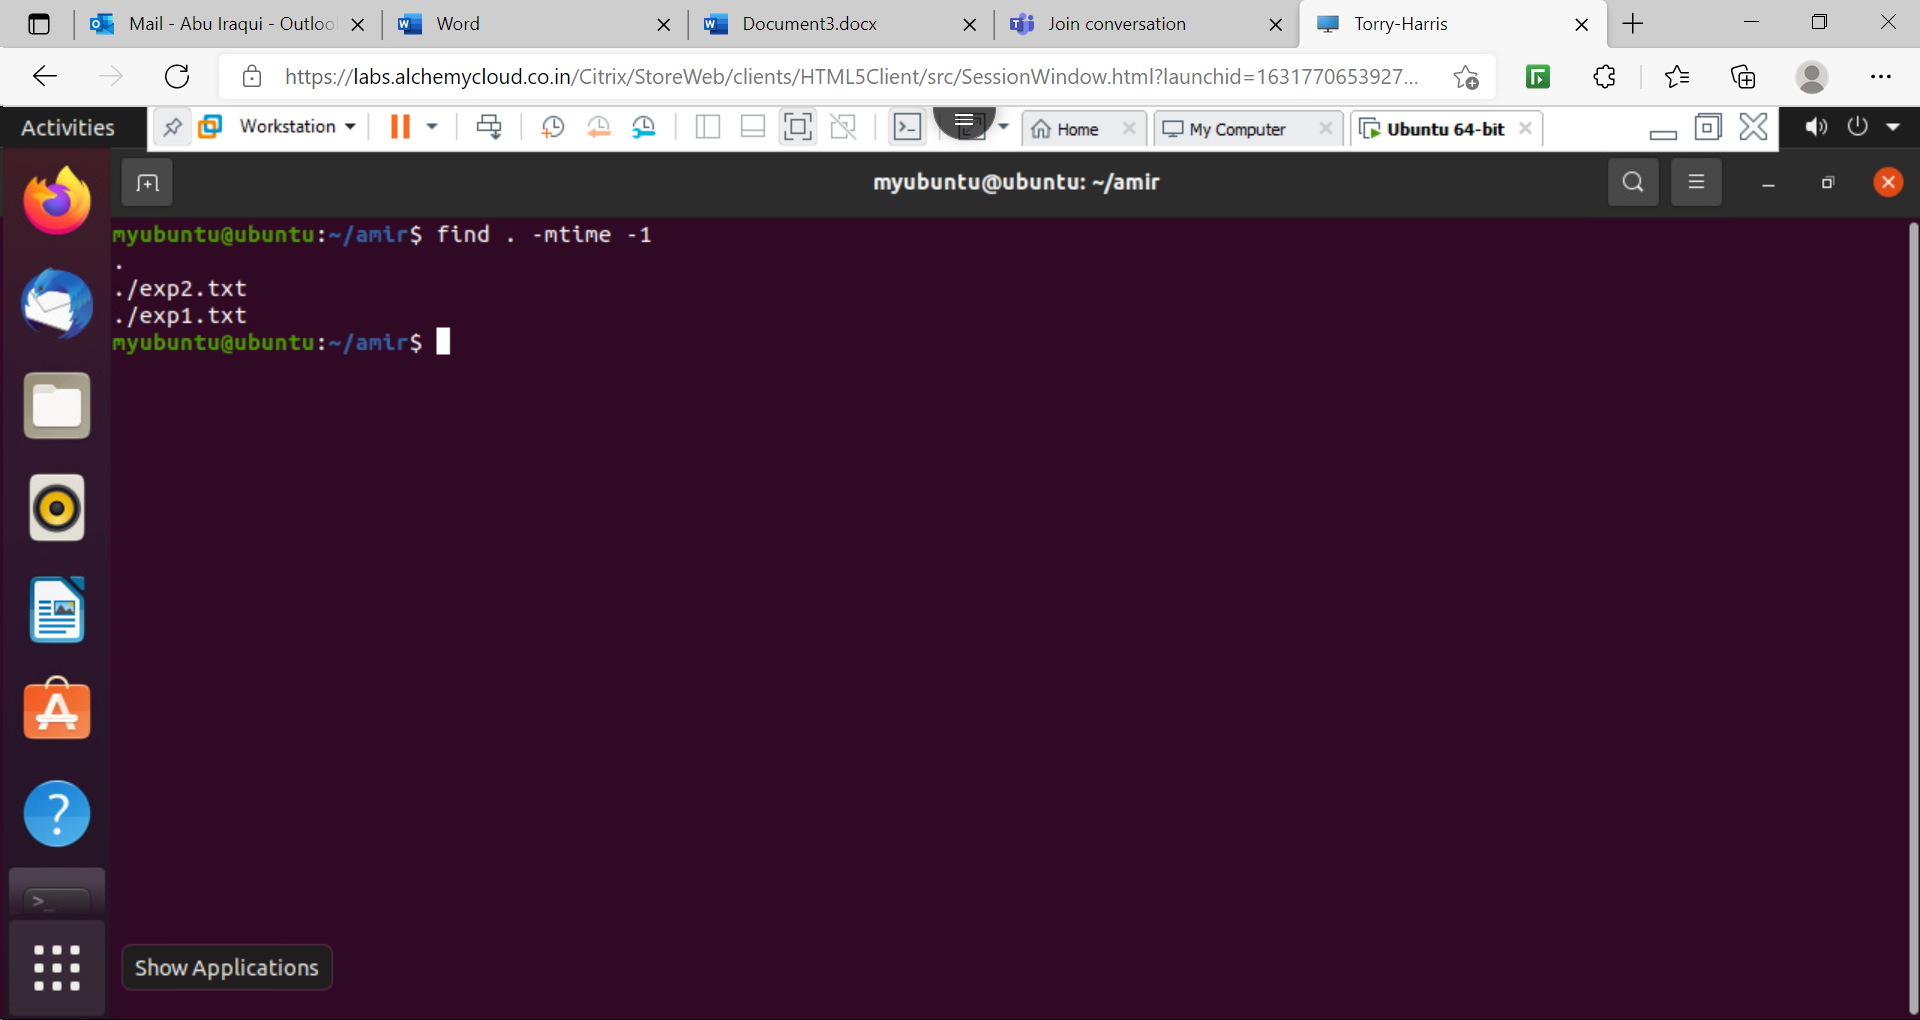 Mail - Abu Iraqui - Outloo
Word
Document3.docx
Join conversation
Torry-Harris
https://labs.alchemycloud.co.in/Citrix/StoreWeb/clients/HTML5Client/src/SessionWindow.html?launchid=1631770653927...
Activities
Workstation
Home
My Computer
Ubuntu 64-bit
myubuntu@ubuntu: ~/amir
myubuntu@ubuntu:~/amir$ find . -mtime -1
.
./exp2.txt
./exp1.txt
myubuntu@ubuntu:~/amir$
Show Applications